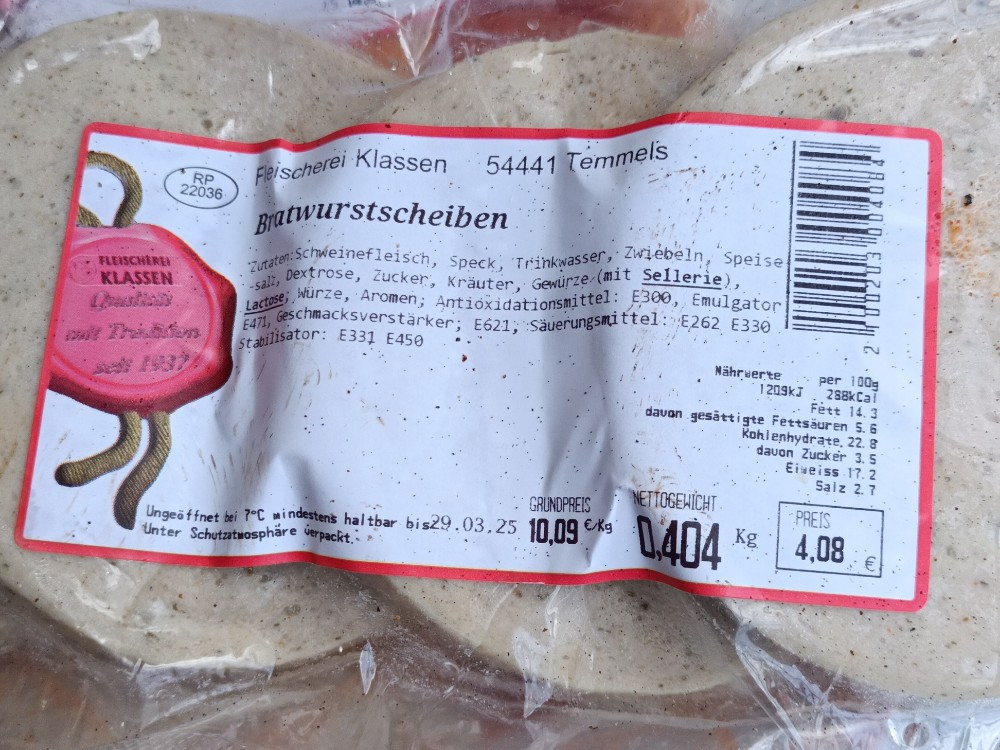 RP
22036
Fleischerei Klassen 54441 Temmels
Bratwurstscheiben
Zutaten:Schweinefleisch, Speck, Trinkwasser, Zwiebeln, Speise
-salz, Dextrose, Zucker, Kräuter, Gewürze (mit Sellerie),
Lactose, Würze, Aromen, Antioxidationsmittel: E300, Emulgator
E471, Geschmacksverstärker; E621, Säuerungsmittel: E262 E330
Stabilisator: E331 E450
FLEISCHEREI
KLASSEN
Qualität
mit Tradition
seit 1937
2 000203 004084
Nährwerte per 100g
1209kJ 288kCal
Fett 14.3
davon gesättigte Fettsäuren 5.6
Kohlenhydrate 22.8
davon Zucker 3.5
Eiweiss 17.2
Salz 2.7
Ungeöffnet bei 7°C mindestens haltbar bis 29.03.25
Unter Schutzatmosphäre verpackt.
GRUNDPREIS
10,09 €/Kg
NETTOGEWICHT
0,404 Kg
PREIS
4,08 €